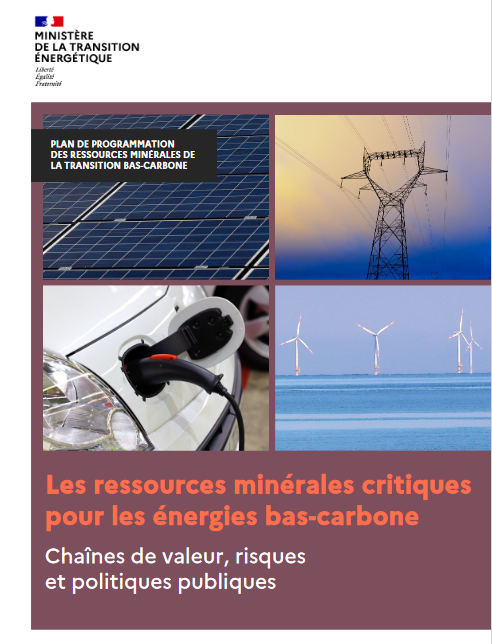 MINISTÈRE
DE LA TRANSITION
ÉNERGÉTIQUE
Liberté
Égalité
Fraternité
PLAN DE PROGRAMMATION
DES RESSOURCES MINÉRALES DE
LA TRANSITION BAS-CARBONE
Les ressources minérales critiques
pour les énergies bas-carbone
Chaînes de valeur, risques
et politiques publiques